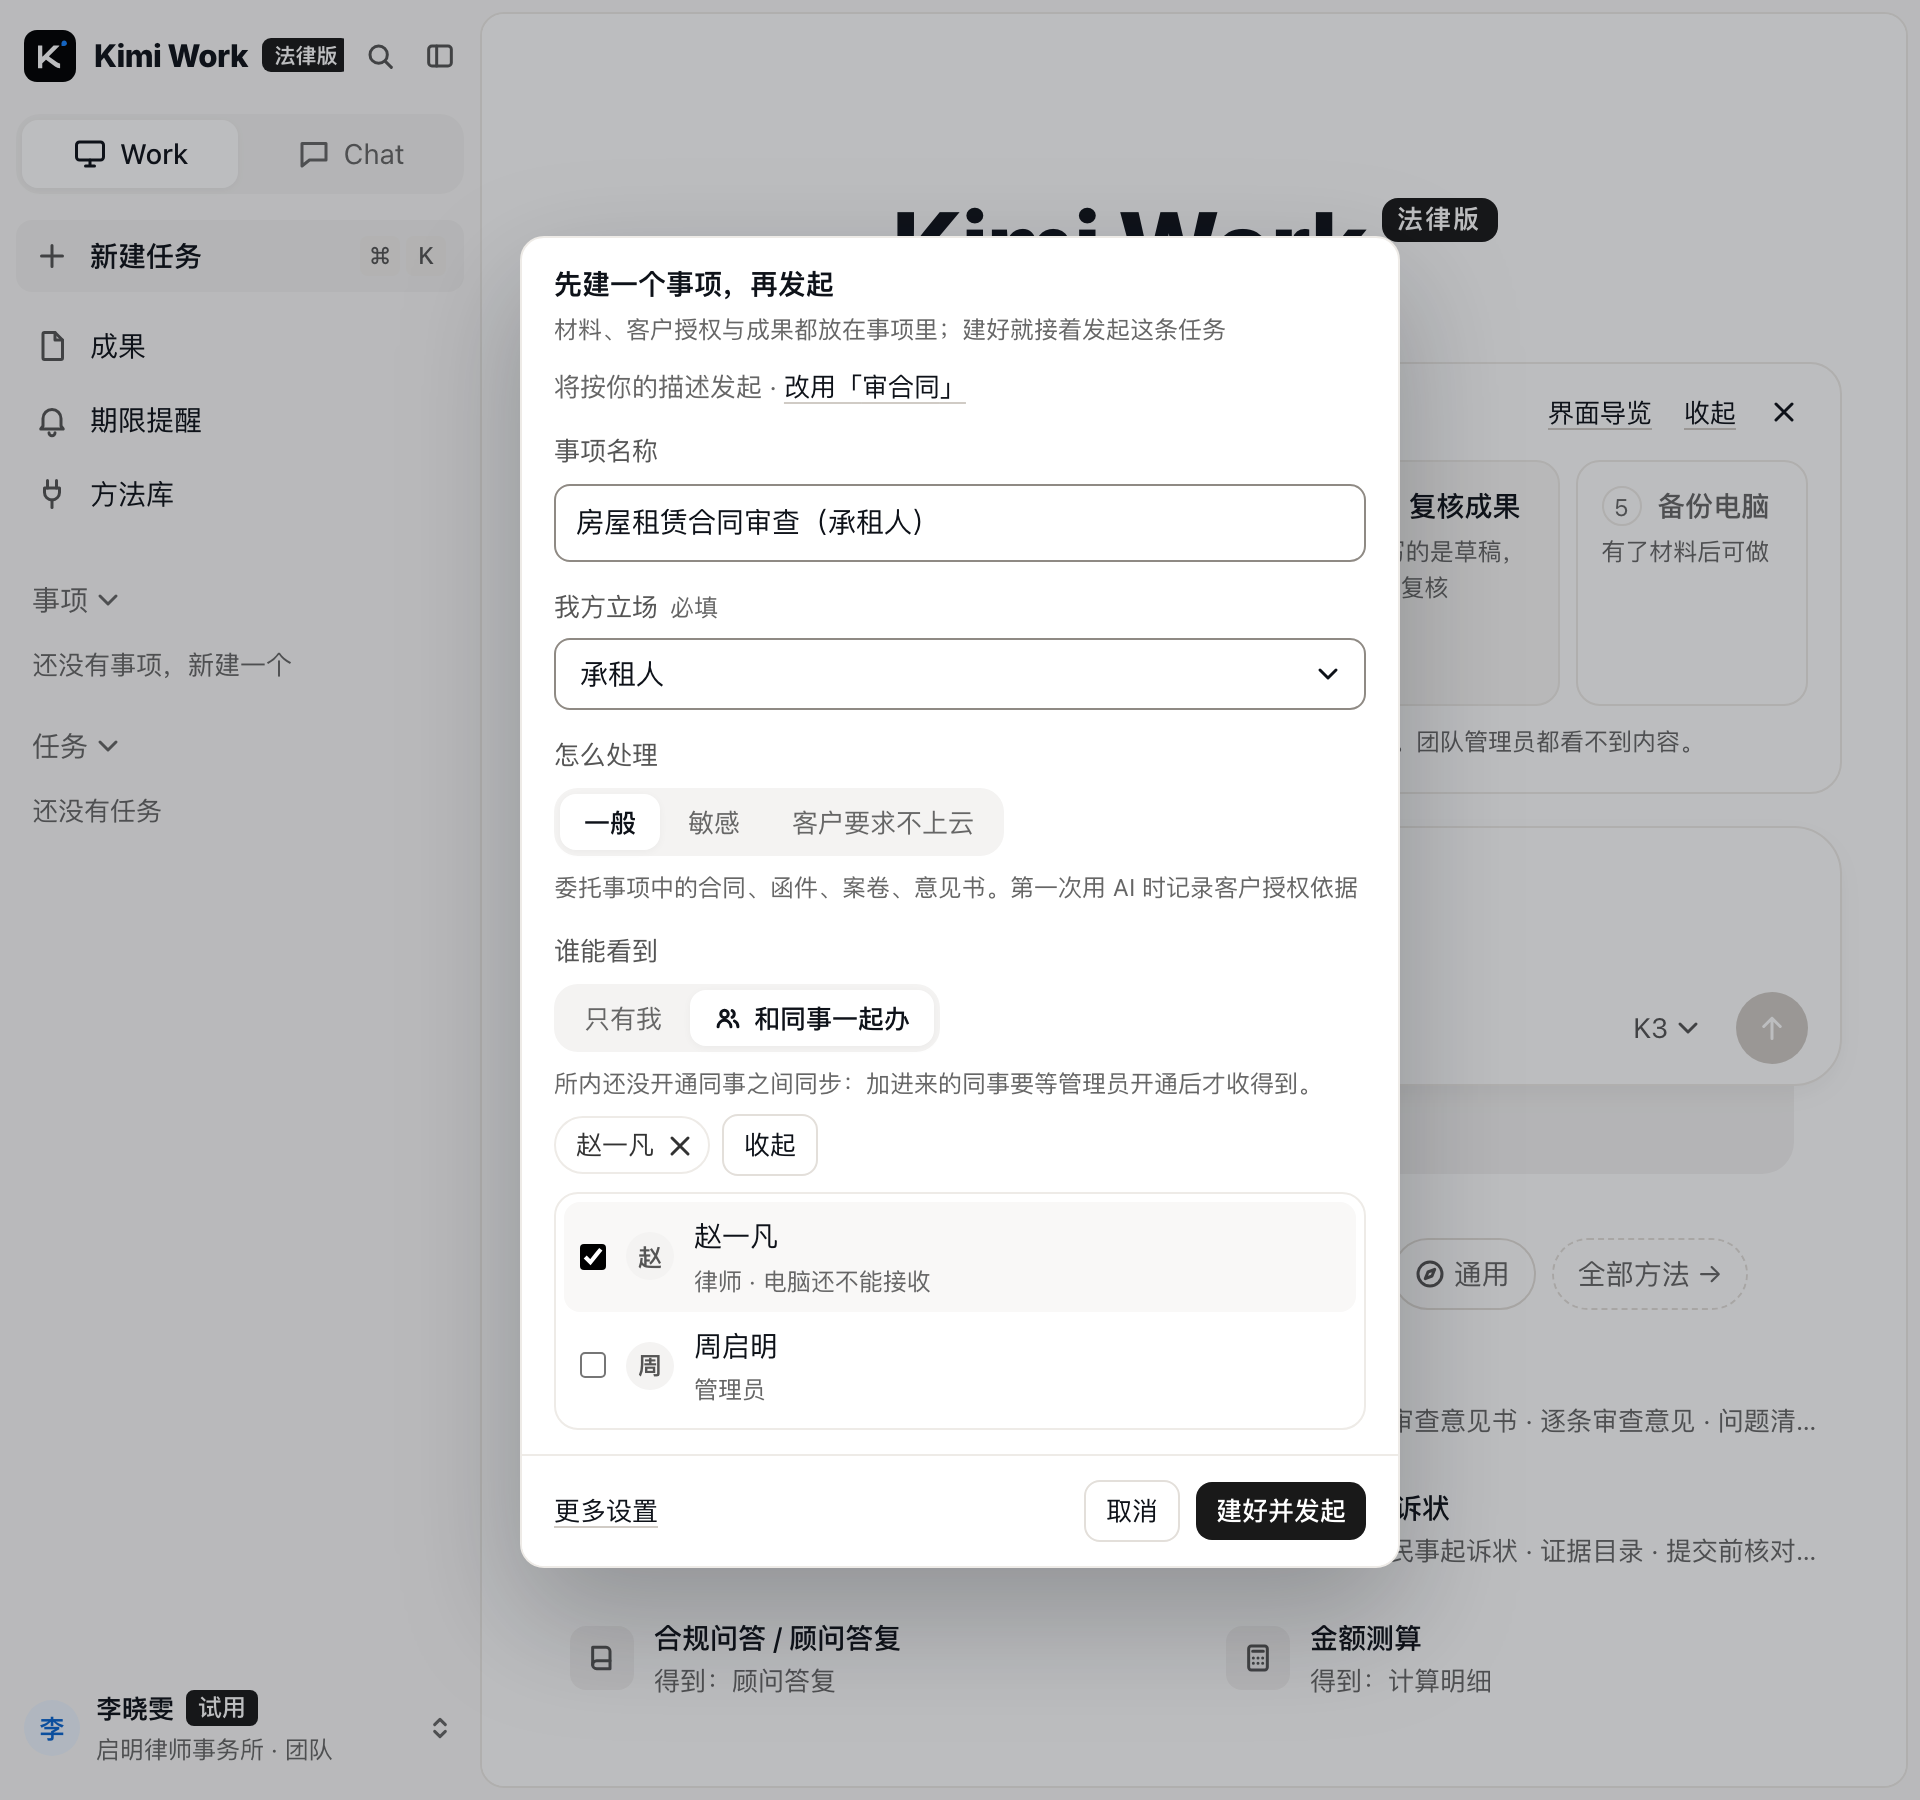 Kimi Work 法律版
Work
Chat
新建任务 ⌘ K
成果
期限提醒
方法库
事项
还没有事项，新建一个
任务
还没有任务
李
李晓雯 试用
启明律师事务所 · 团队
Kimi Work 法律版
界面导览 收起
复核成果
的是草稿，
复核
5 备份电脑
有了材料后可做
团队管理员都看不到内容。
K3
通用
全部方法 →
审查意见书 · 逐条审查意见 · 问题清...
诉状
民事起诉状 · 证据目录 · 提交前核对...
合规问答 / 顾问答复
得到：顾问答复
金额测算
得到：计算明细
先建一个事项，再发起
材料、客户授权与成果都放在事项里；建好就接着发起这条任务
将按你的描述发起 · 改用「审合同」
事项名称
房屋租赁合同审查（承租人）
我方立场 必填
承租人
怎么处理
一般 敏感 客户要求不上云
委托事项中的合同、函件、案卷、意见书。第一次用 AI 时记录客户授权依据
谁能看到
只有我 和同事一起办
所内还没开通同事之间同步：加进来的同事要等管理员开通后才收得到。
赵一凡 收起
赵
赵一凡
律师 · 电脑还不能接收
周
周启明
管理员
更多设置
取消
建好并发起